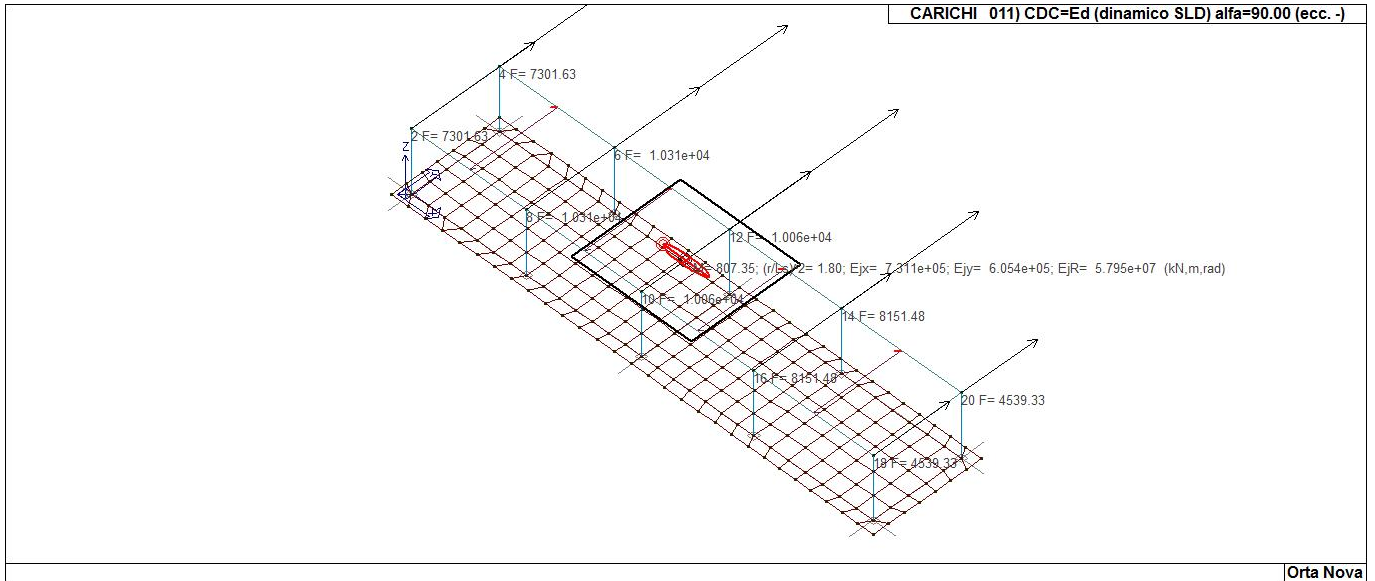 CARICHI 011) CDC=Ed (dinamico SLD) alfa=90.00 (ecc. -)
4 F= 7301.63
2 F= 7301.63
Z
6 F= 1.031e+04
8 F= 1.031e+04
12 F= 1.006e+04
807.35; (r/Ls)^2= 1.80; Ejx= 7.311e+05; Ejy= 6.054e+05; EjR= 5.795e+07 (kN,m,rad)
10 F= 1.006e+04
14 F= 8151.48
16 F= 8151.48
20 F= 4539.33
18 F= 4539.33
Orta Nova